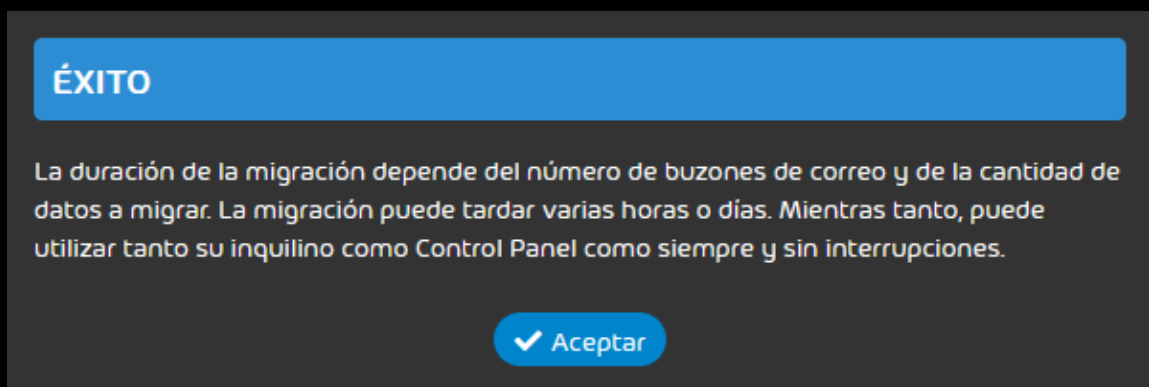 ÉXITO
La duración de la migración depende del número de buzones de correo y de la cantidad de
datos a migrar. La migración puede tardar varias horas o días. Mientras tanto, puede
utilizar tanto su inquilino como Control Panel como siempre y sin interrupciones.
Aceptar